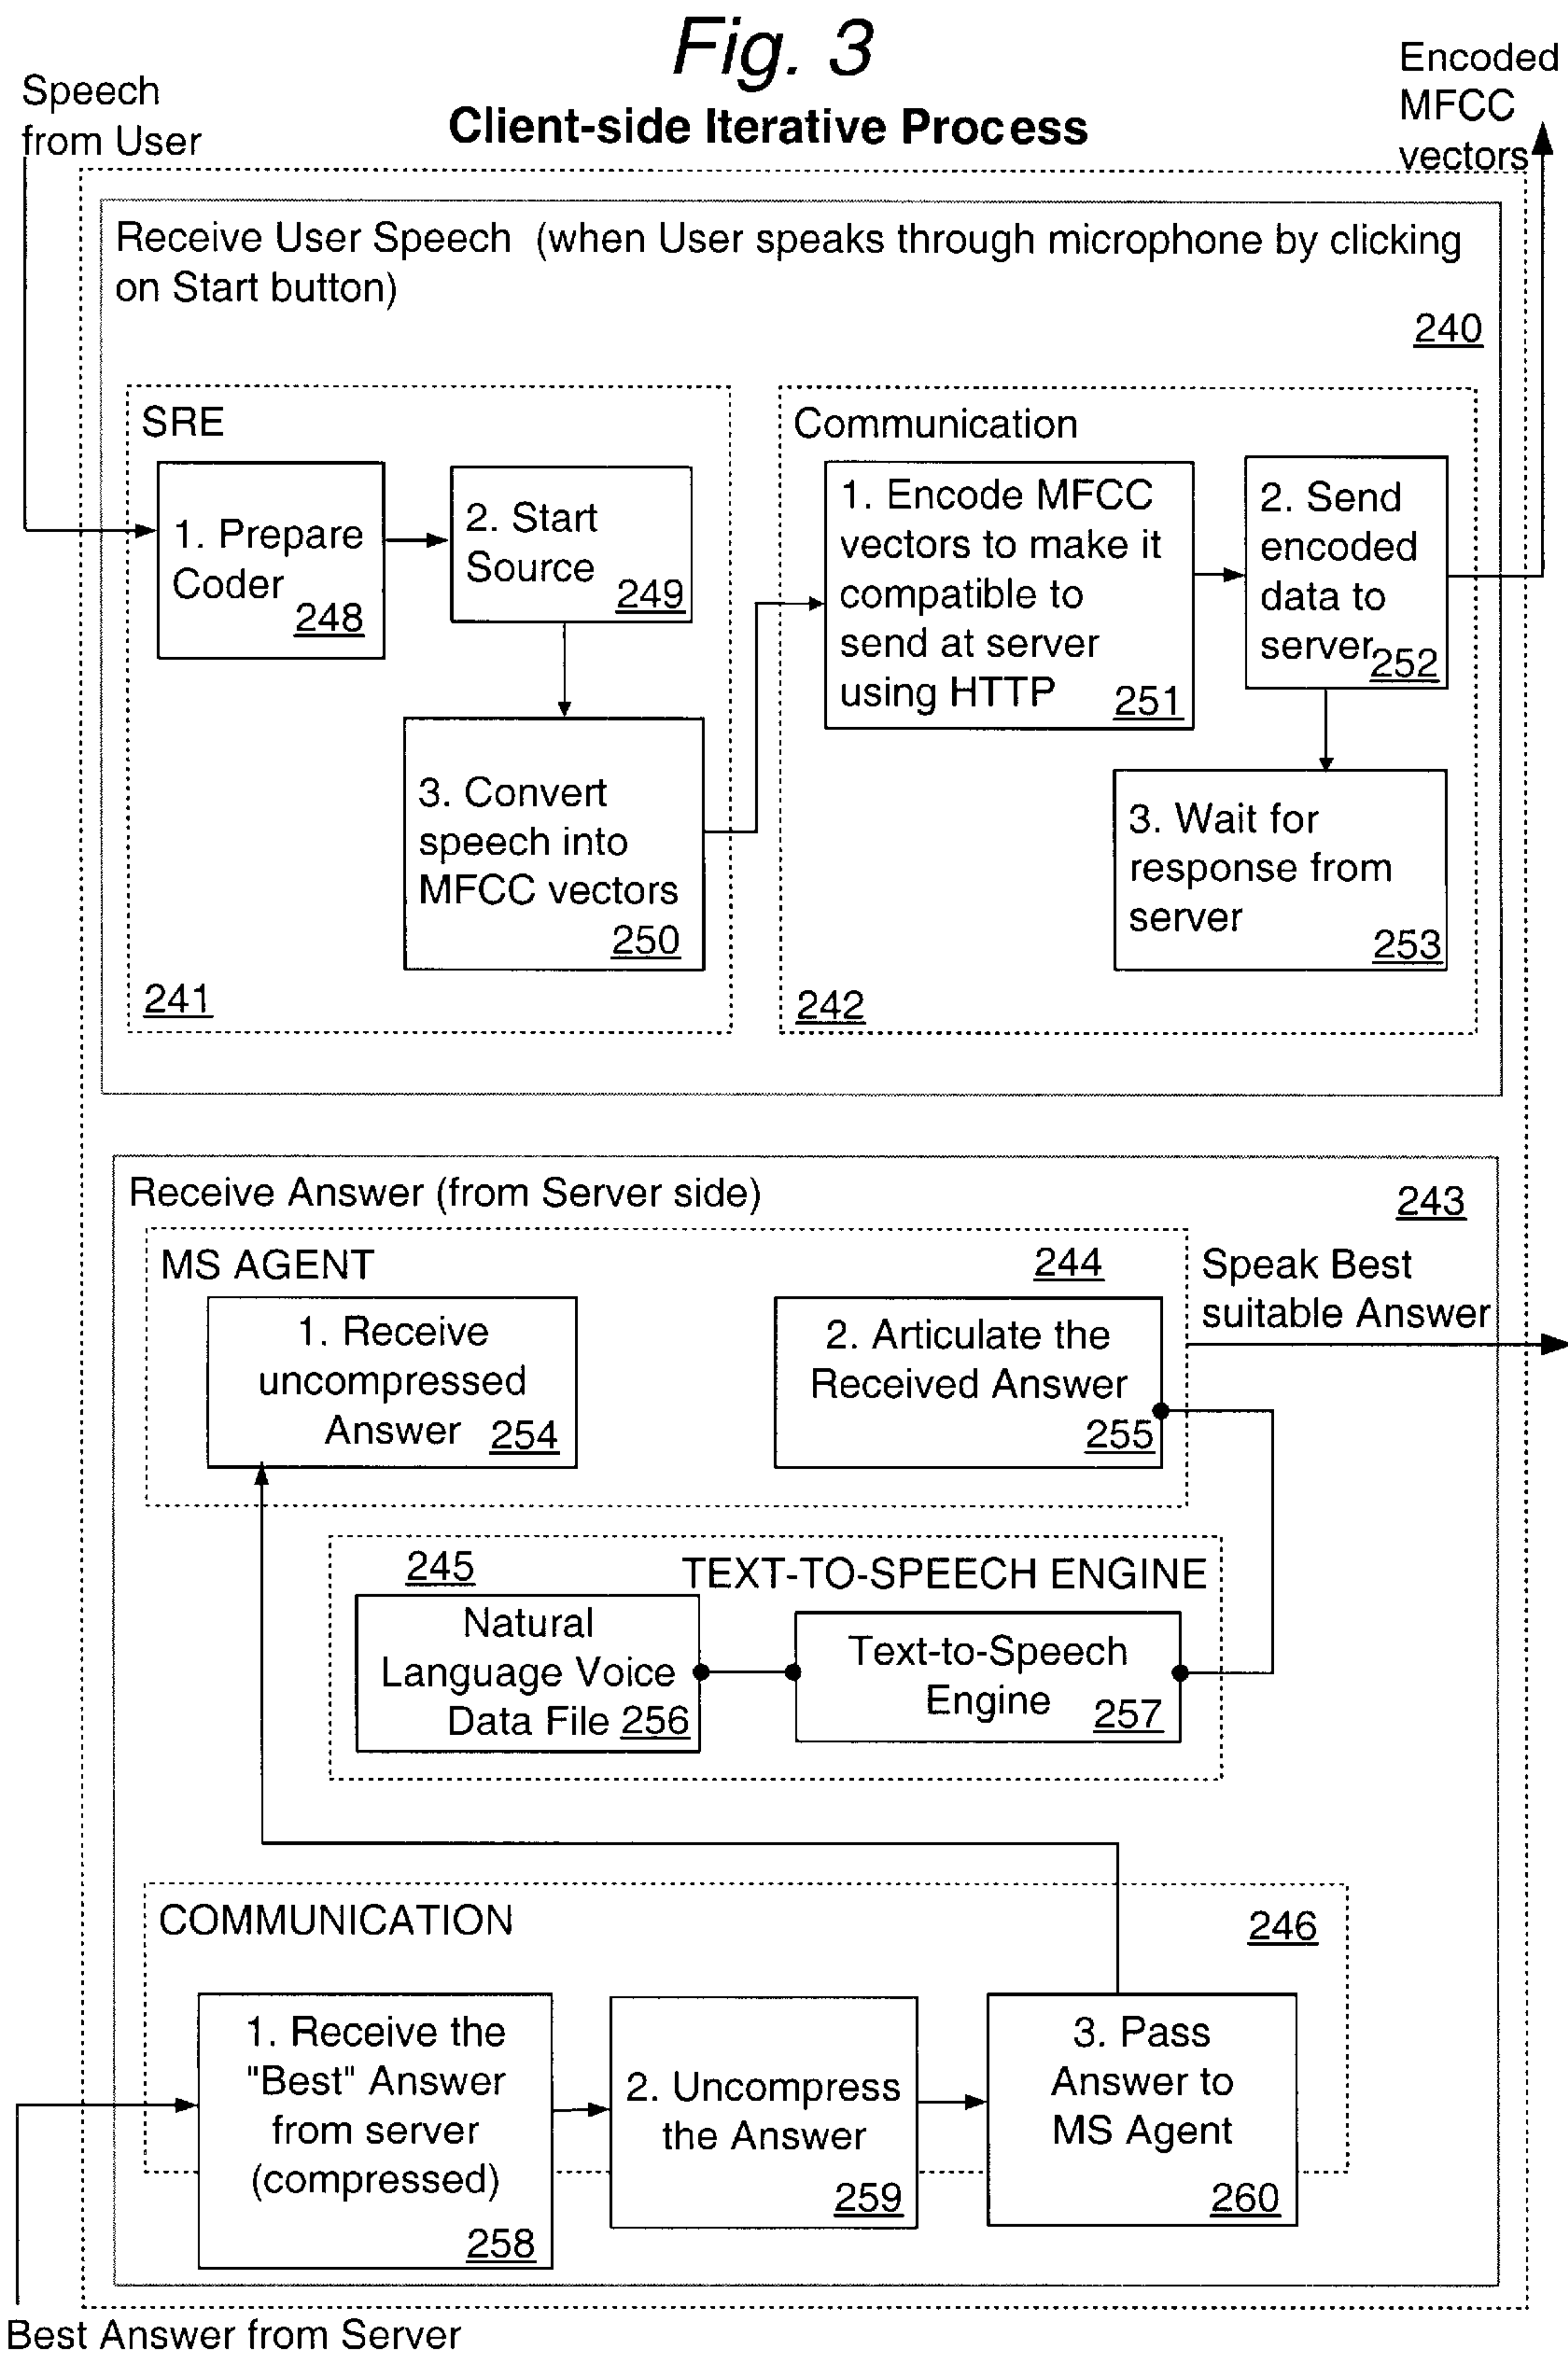 Fig. 3
Client-side Iterative Process
Speech
from User
Encoded
MFCC
vectors
Receive User Speech (when User speaks through microphone by clicking
on Start button)
240
SRE
1. Prepare
Coder
248
2. Start
Source
249
3. Convert
speech into
MFCC vectors
250
241
Communication
1. Encode MFCC
vectors to make it
compatible to
send at server
using HTTP
251
2. Send
encoded
data to
server
252
3. Wait for
response from
server
253
242
Receive Answer (from Server side)
243
MS AGENT
244
1. Receive
uncompressed
Answer 254
2. Articulate the
Received Answer
255
Speak Best
suitable Answer
245
TEXT-TO-SPEECH ENGINE
Natural
Language Voice
Data File 256
Text-to-Speech
Engine
257
COMMUNICATION
246
1. Receive the
"Best" Answer
from server
(compressed)
258
2. Uncompress
the Answer
259
3. Pass
Answer to
MS Agent
260
Best Answer from Server